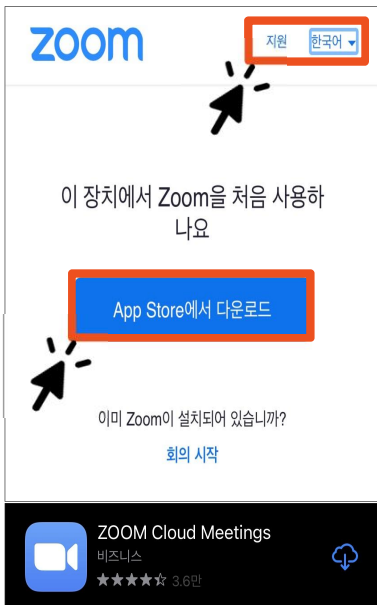 zoom
지원 한국어
이 장치에서 Zoom을 처음 사용하
나요
App Store에서 다운로드
이미 Zoom이 설치되어 있습니까?
회의 시작
ZOOM Cloud Meetings
비즈니스
3.6만